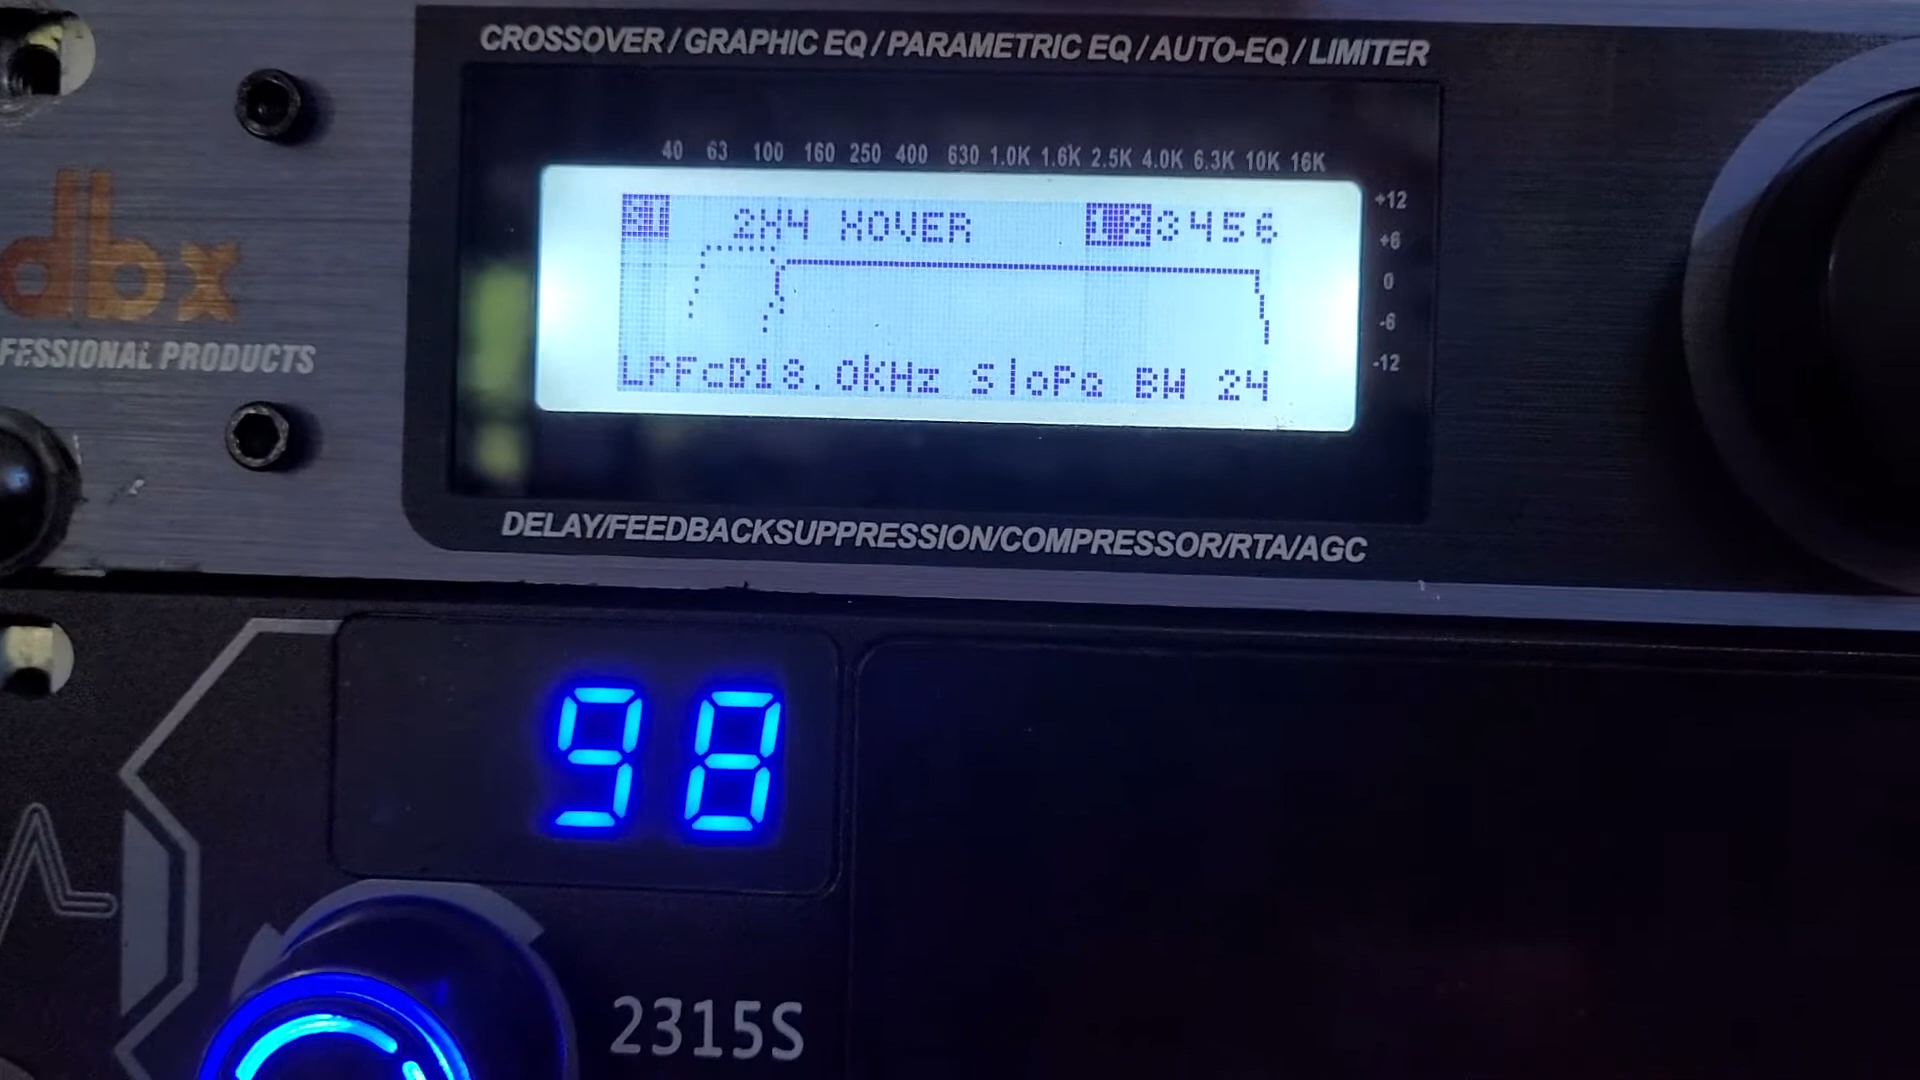 CROSSOVER / GRAPHIC EQ / PARAMETRIC EQ / AUTO-EQ / LIMITER
40 63 100 160 250 400 630 1.0K 1.6K 2.5K 4.0K 6.3K 10K 16K
+12
+6
0
-6
-12
2X4 XOVER 123456
18.0kHz Slope BW 24
dbx
FESSIONAL PRODUCTS
DELAY/FEEDBACKSUPPRESSION/COMPRESSOR/RTA/AGC
98
2315S